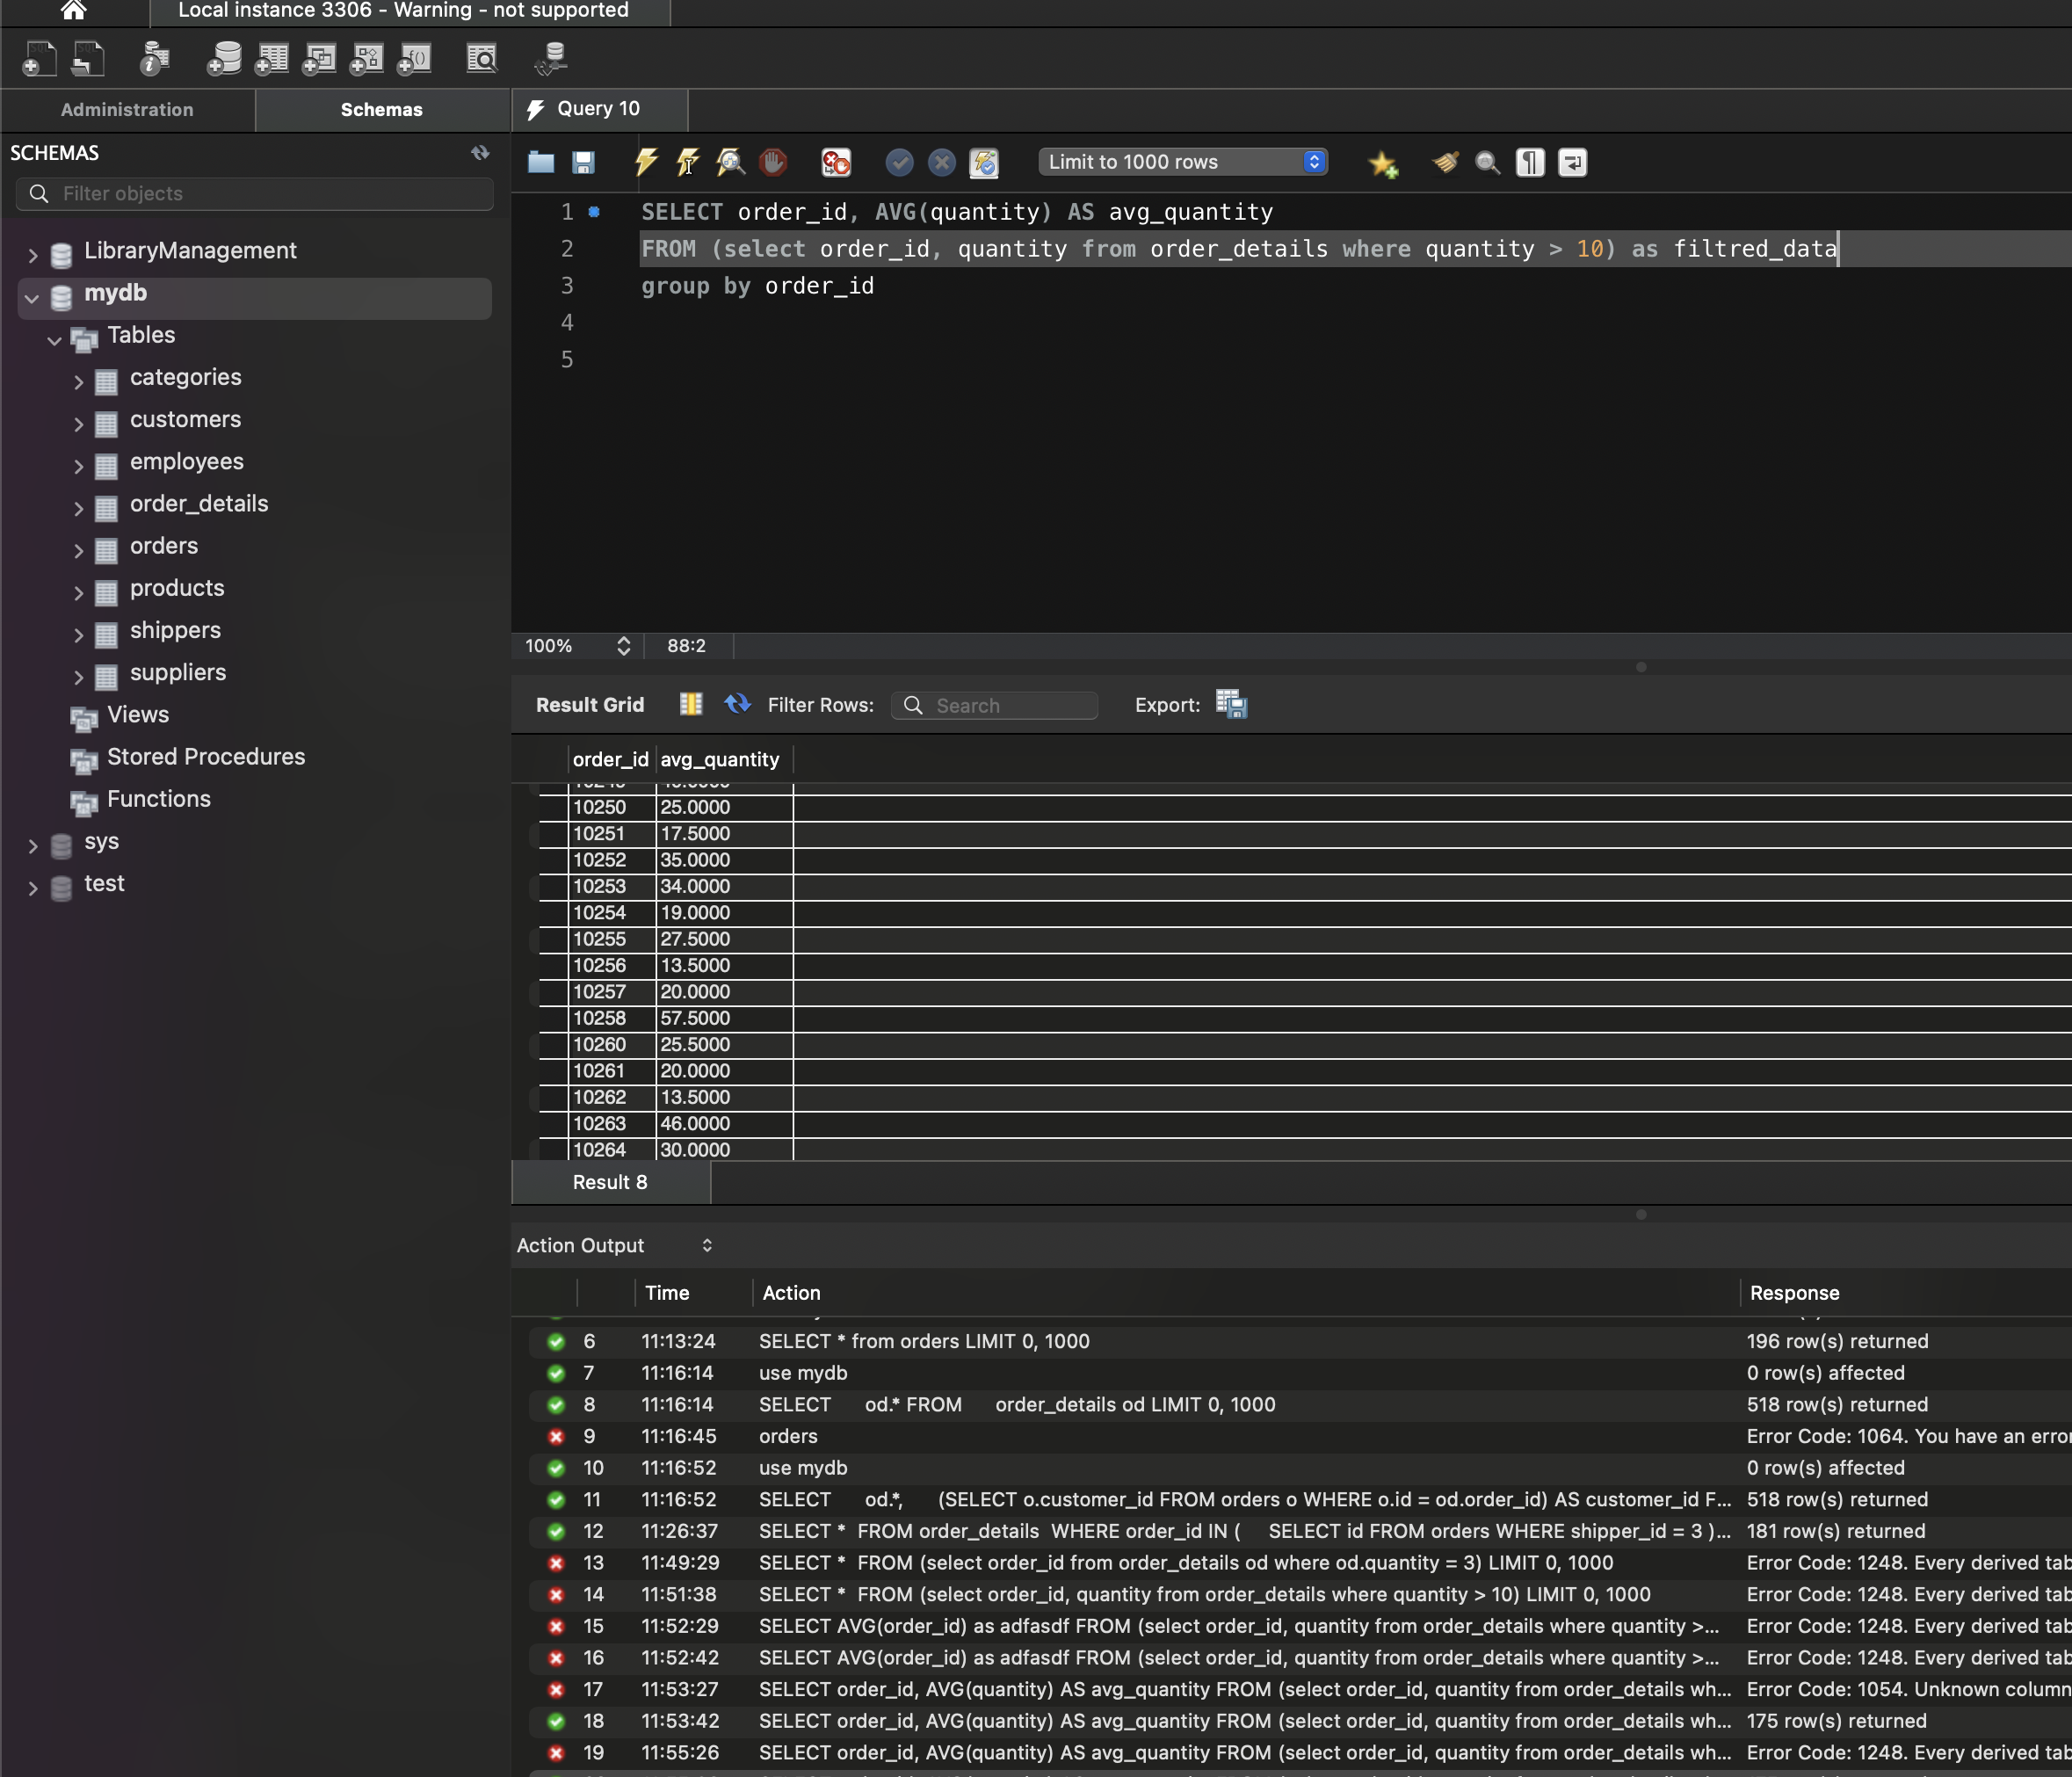 Local instance 3306 - Warning - not supported
Administration
Schemas
Query 10
SCHEMAS
Filter objects
LibraryManagement
mydb
Tables
categories
customers
employees
order_details
orders
products
shippers
suppliers
Views
Stored Procedures
Functions
sys
test
Limit to 1000 rows
1 SELECT order_id, AVG(quantity) AS avg_quantity
2 FROM (select order_id, quantity from order_details where quantity > 10) as filtred_data
3 group by order_id
4
5
100% 88:2
Result Grid Filter Rows: Search Export:
order_id avg_quantity
10250 25.0000
10251 17.5000
10252 35.0000
10253 34.0000
10254 19.0000
10255 27.5000
10256 13.5000
10257 20.0000
10258 57.5000
10260 25.5000
10261 20.0000
10262 13.5000
10263 46.0000
10264 30.0000
Result 8
Action Output
Time Action Response
6 11:13:24 SELECT * from orders LIMIT 0, 1000 196 row(s) returned
7 11:16:14 use mydb 0 row(s) affected
8 11:16:14 SELECT od.* FROM order_details od LIMIT 0, 1000 518 row(s) returned
9 11:16:45 orders Error Code: 1064. You have an error
10 11:16:52 use mydb 0 row(s) affected
11 11:16:52 SELECT od.*, (SELECT o.customer_id FROM orders o WHERE o.id = od.order_id) AS customer_id F... 518 row(s) returned
12 11:26:37 SELECT * FROM order_details WHERE order_id IN ( SELECT id FROM orders WHERE shipper_id = 3 )... 181 row(s) returned
13 11:49:29 SELECT * FROM (select order_id from order_details od where od.quantity = 3) LIMIT 0, 1000 Error Code: 1248. Every derived tab
14 11:51:38 SELECT * FROM (select order_id, quantity from order_details where quantity > 10) LIMIT 0, 1000 Error Code: 1248. Every derived tab
15 11:52:29 SELECT AVG(order_id) as adfasdf FROM (select order_id, quantity from order_details where quantity >... Error Code: 1248. Every derived tab
16 11:52:42 SELECT AVG(order_id) as adfasdf FROM (select order_id, quantity from order_details where quantity >... Error Code: 1248. Every derived tab
17 11:53:27 SELECT order_id, AVG(quantity) AS avg_quantity FROM (select order_id, quantity from order_details wh... Error Code: 1054. Unknown column
18 11:53:42 SELECT order_id, AVG(quantity) AS avg_quantity FROM (select order_id, quantity from order_details wh... 175 row(s) returned
19 11:55:26 SELECT order_id, AVG(quantity) AS avg_quantity FROM (select order_id, quantity from order_details wh... Error Code: 1248. Every derived tab